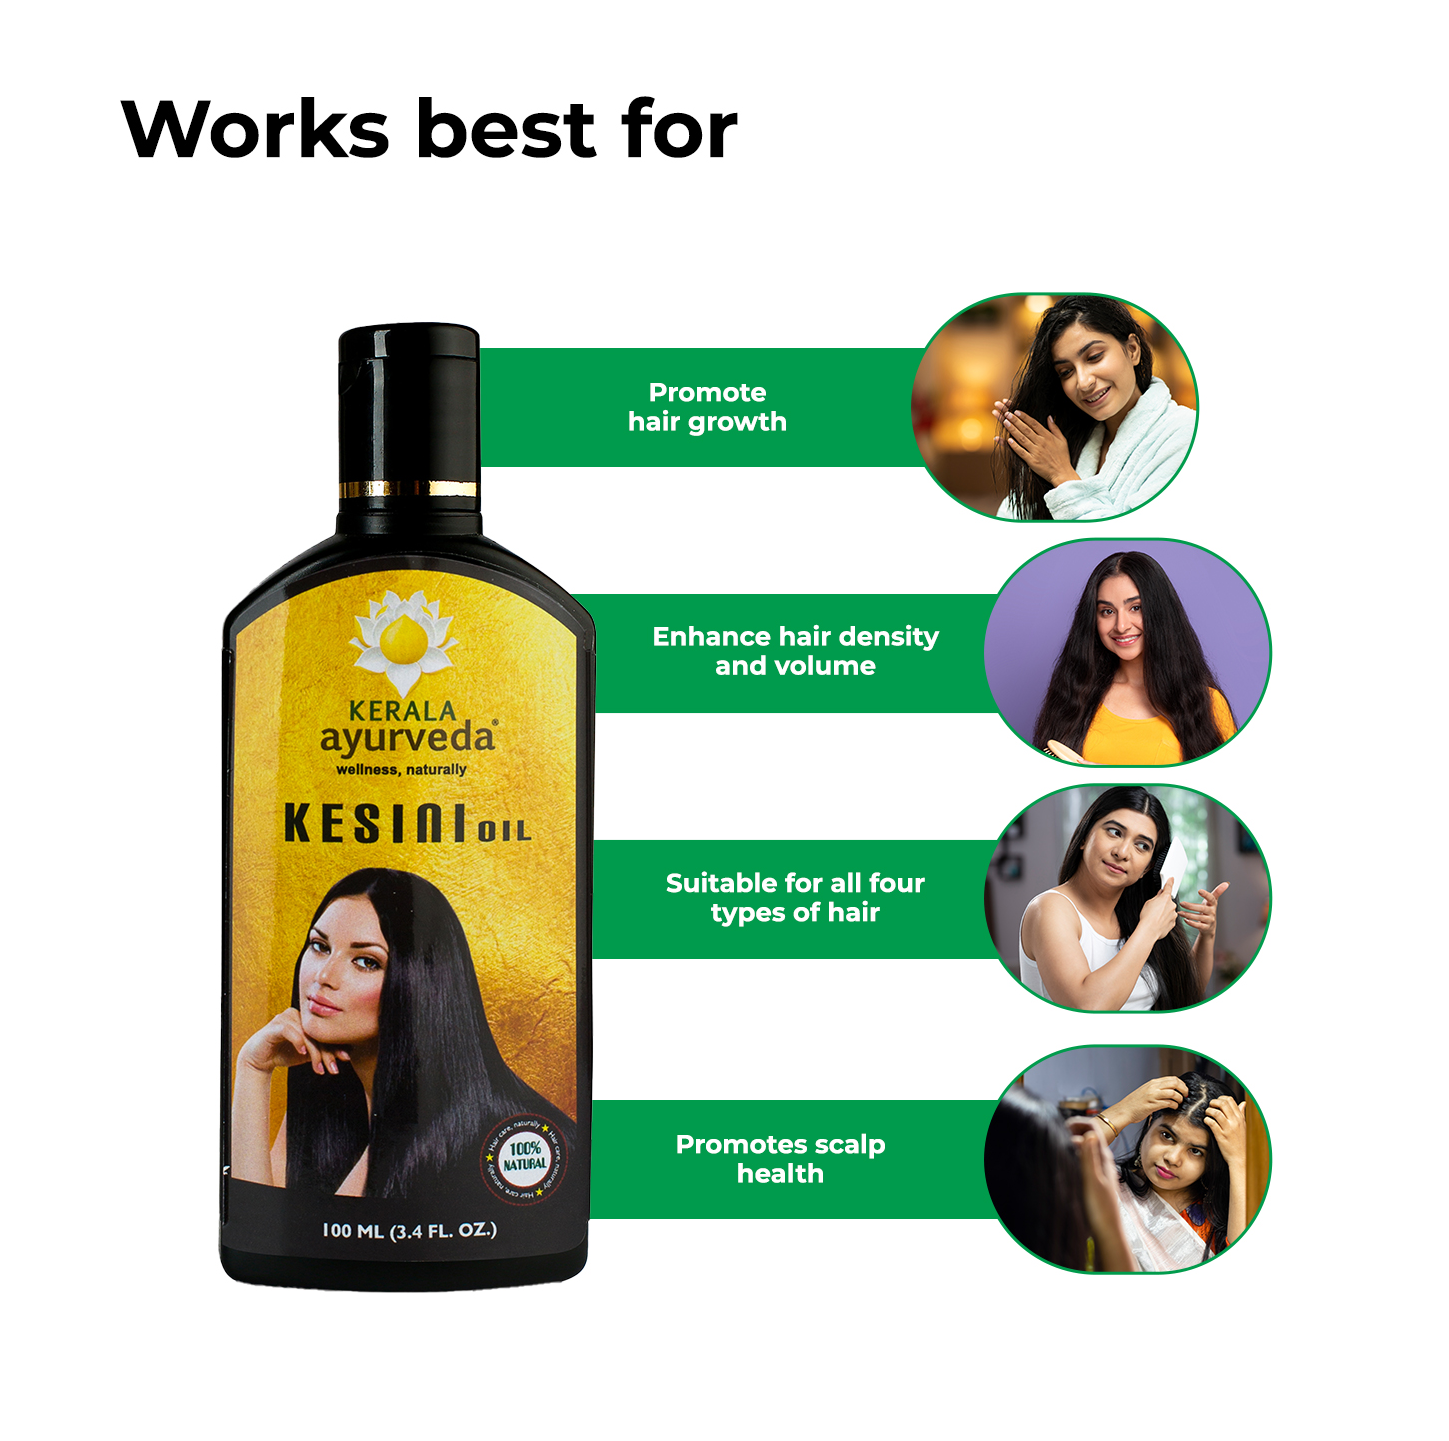 Works best for
Promote
hair growth
Enhance hair density
and volume
Suitable for all four
types of hair
Promotes scalp
health
KERALA
ayurveda®
wellness, naturally
KESINI OIL
Hair care, naturally ★ Hair care, naturally ★ Hair care, naturally ★
100%
NATURAL
100 ML (3.4 FL. OZ.)